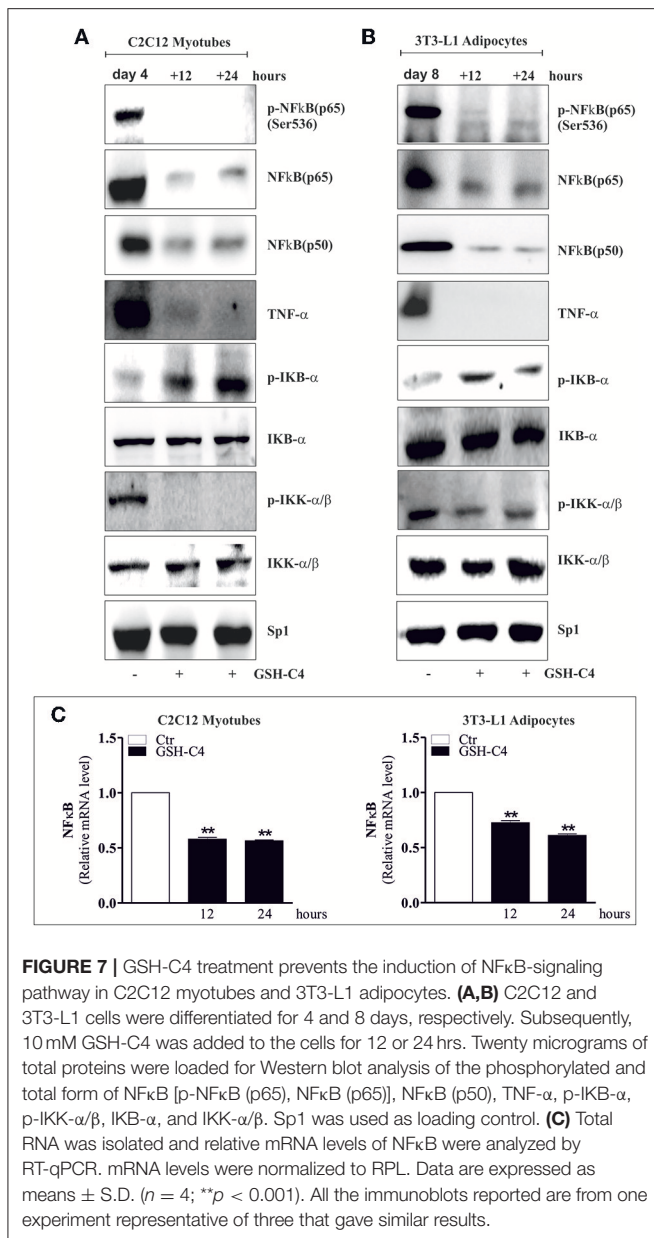 A
C2C12 Myotubes
day 4 +12 +24 hours
p-NFkB(p65)
(Ser536)
NFkB(p65)
NFkB(p50)
TNF-α
p-IKB-α
IKB-α
p-IKK-α/β
IKK-α/β
Sp1
- + + GSH-C4
B
3T3-L1 Adipocytes
day 8 +12 +24 hours
p-NFkB(p65)
(Ser536)
NFkB(p65)
NFkB(p50)
TNF-α
p-IKB-α
IKB-α
p-IKK-α/β
IKK-α/β
Sp1
- + + GSH-C4
C
C2C12 Myotubes
NFκB
(Relative mRNA level)
1.5
1.0
0.5
0.0
Ctr
GSH-C4
** **
12 24 hours
3T3-L1 Adipocytes
NFκB
(Relative mRNA level)
1.5
1.0
0.5
0.0
Ctr
GSH-C4
** **
12 24 hours
FIGURE 7 | GSH-C4 treatment prevents the induction of NFκB-signaling
pathway in C2C12 myotubes and 3T3-L1 adipocytes. (A,B) C2C12 and
3T3-L1 cells were differentiated for 4 and 8 days, respectively. Subsequently,
10 mM GSH-C4 was added to the cells for 12 or 24 hrs. Twenty micrograms of
total proteins were loaded for Western blot analysis of the phosphorylated and
total form of NFκB [p-NFκB (p65), NFκB (p65)], NFκB (p50), TNF-α, p-IKB-α,
p-IKK-α/β, IKB-α, and IKK-α/β. Sp1 was used as loading control. (C) Total
RNA was isolated and relative mRNA levels of NFκB were analyzed by
RT-qPCR. mRNA levels were normalized to RPL. Data are expressed as
means ± S.D. (n = 4; **p < 0.001). All the immunoblots reported are from one
experiment representative of three that gave similar results.